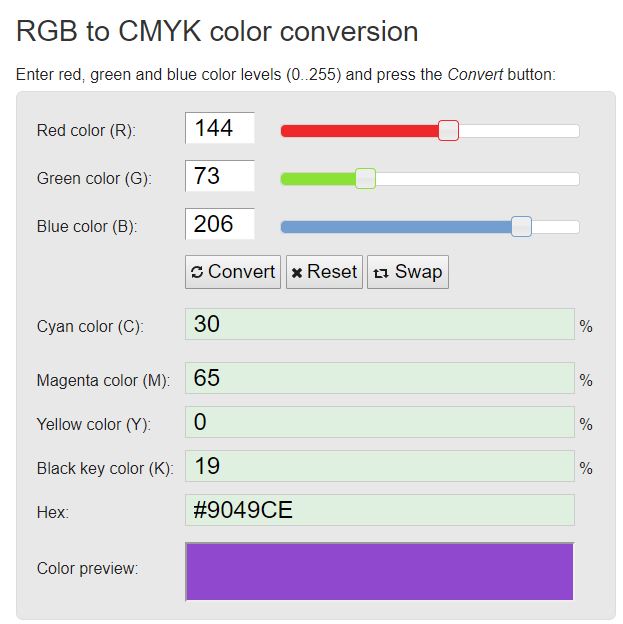 RGB to CMYK color conversion
Enter red, green and blue color levels (0..255) and press the Convert button:
Red color (R): 144
Green color (G): 73
Blue color (B): 206
Convert Reset Swap
Cyan color (C): 30 %
Magenta color (M): 65 %
Yellow color (Y): 0 %
Black key color (K): 19 %
Hex: #9049CE
Color preview: